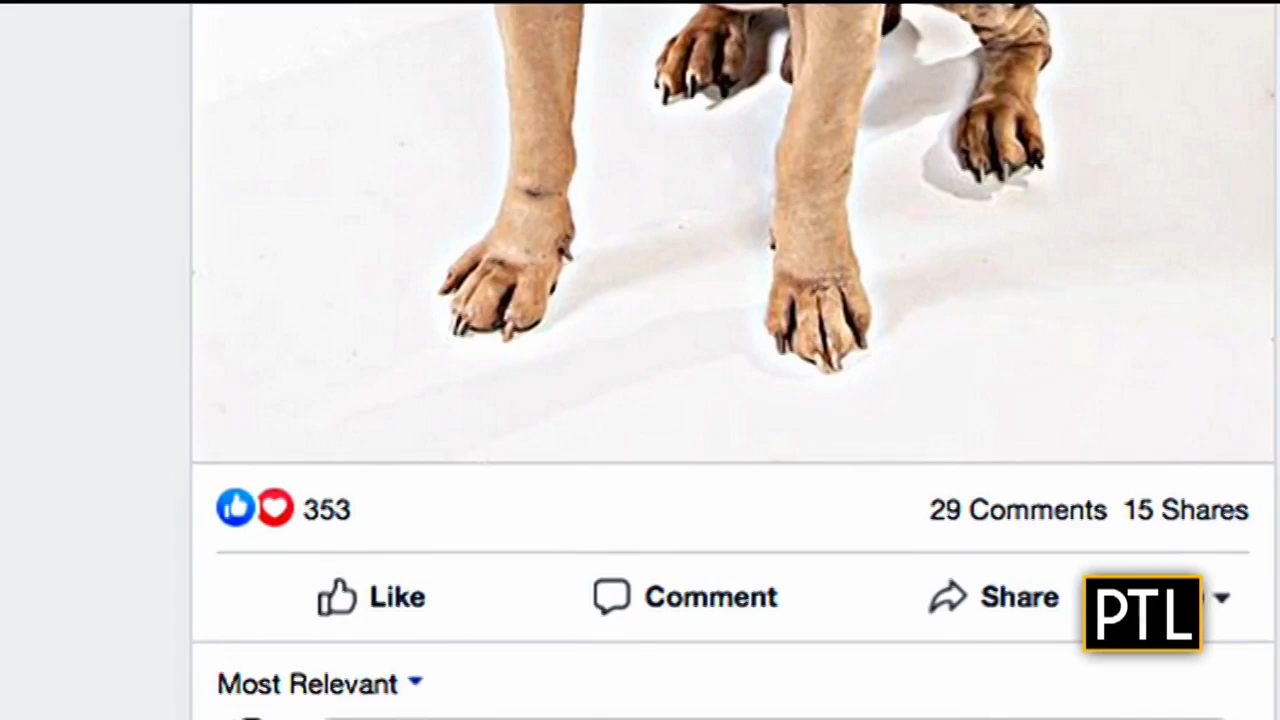 353
29 Comments 15 Shares
Like
Comment
Share
PTL
Most Relevant